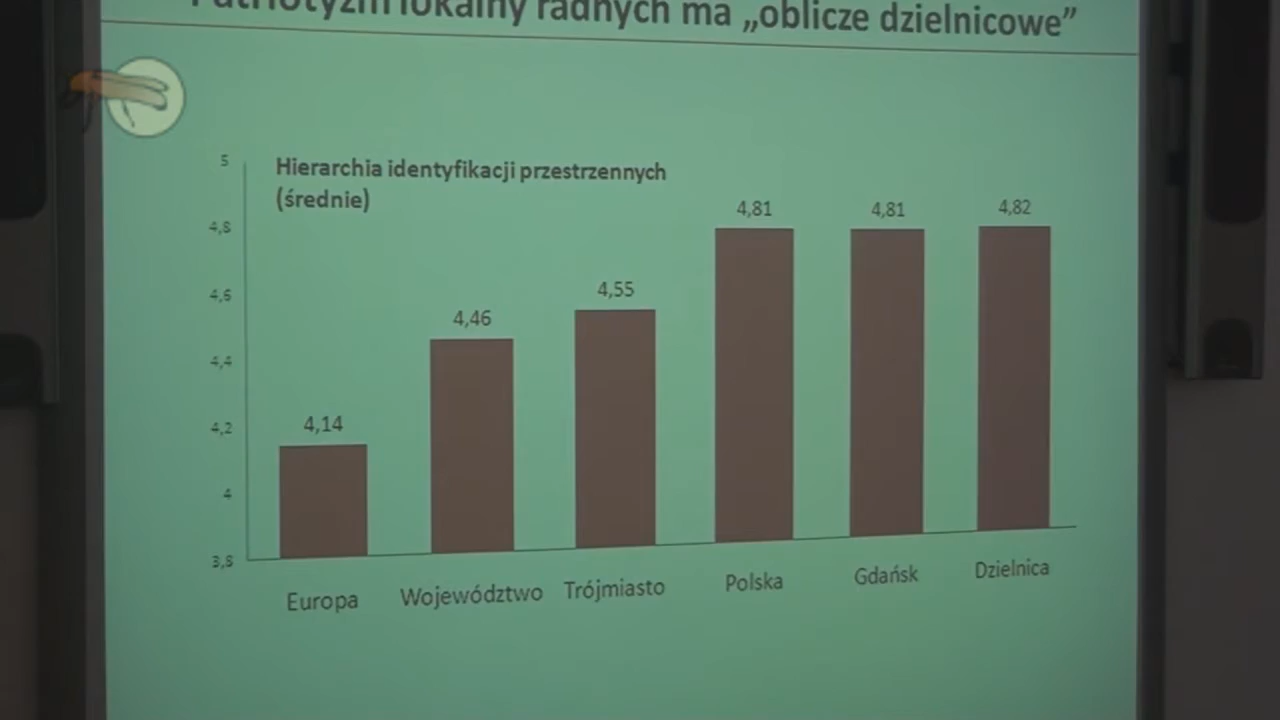 Patriotyzm lokalny radnych ma „oblicze dzielnicowe”
Hierarchia identyfikacji przestrzennych
(średnie)
5
4,8
4,6
4,4
4,2
4
3,8
4,14
4,46
4,55
4,81
4,81
4,82
Europa
Województwo
Trójmiasto
Polska
Gdańsk
Dzielnica